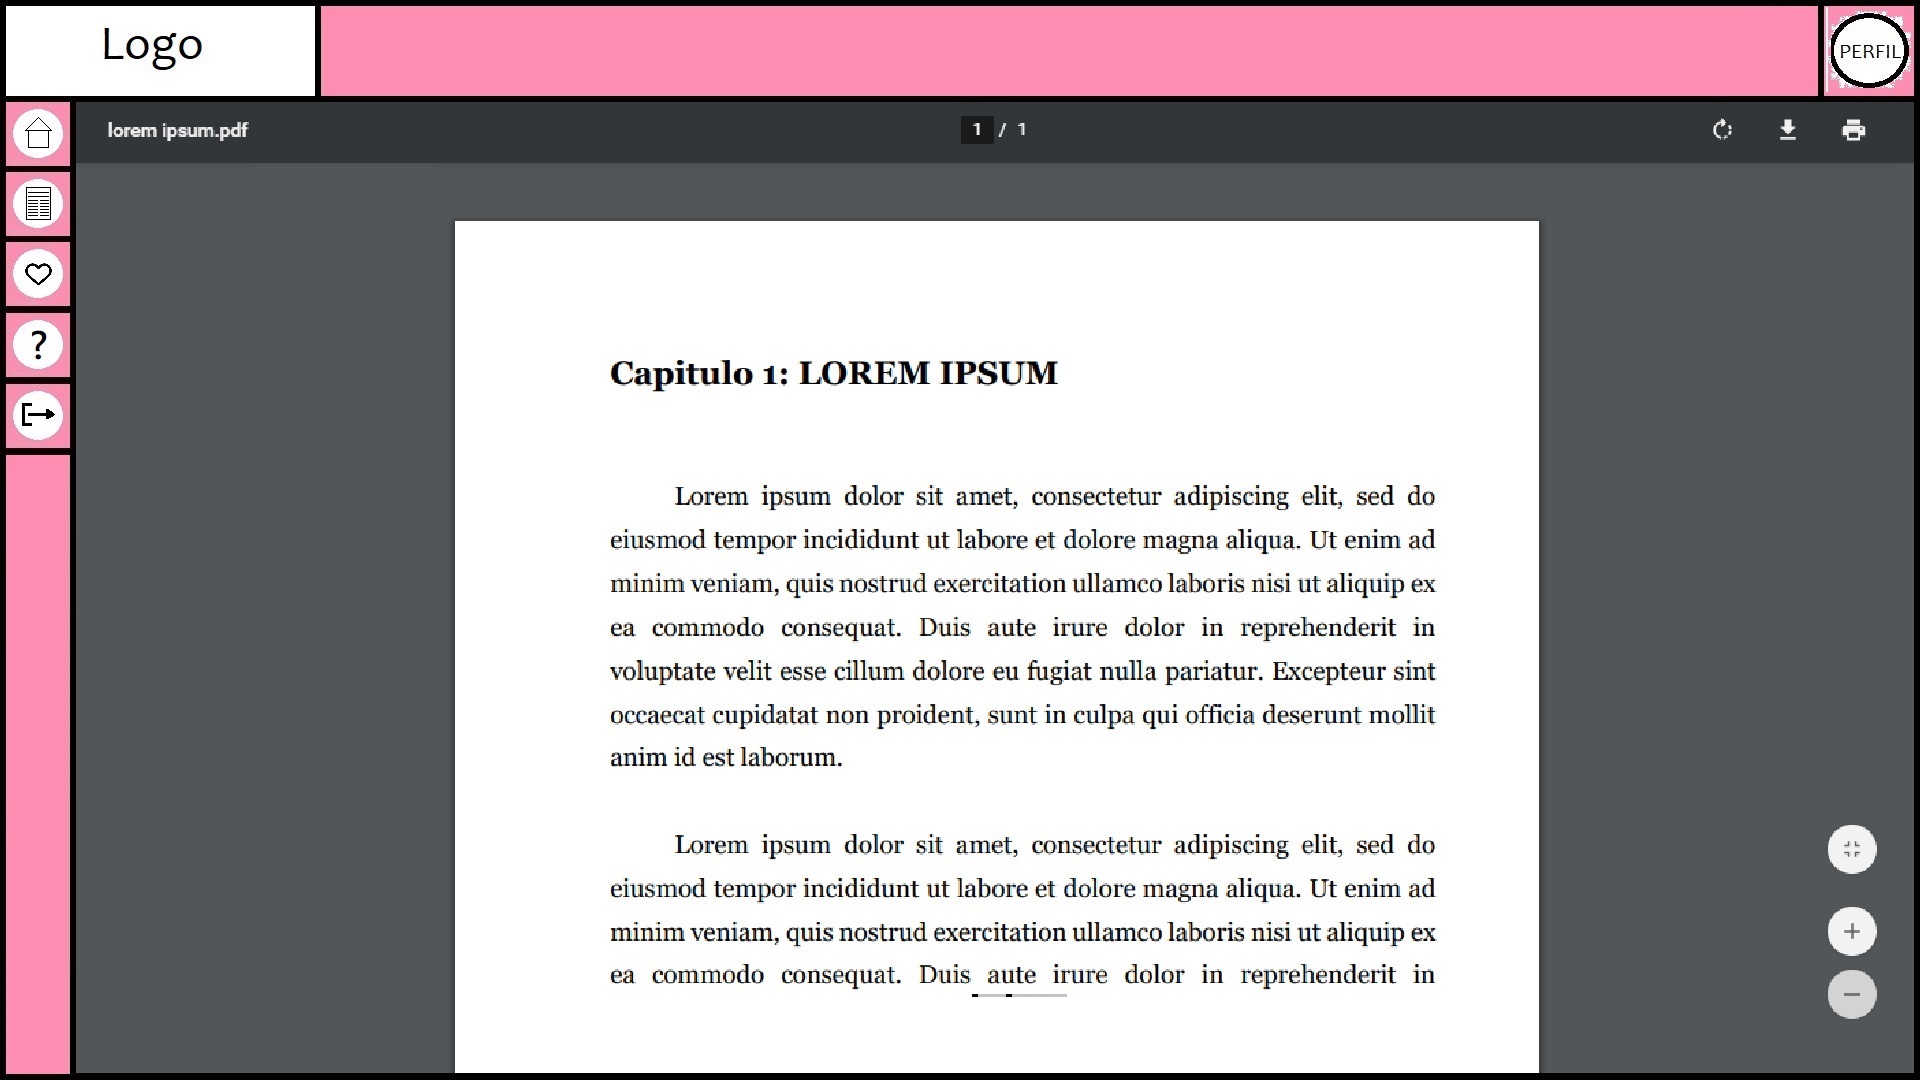 Logo
PERFIL
lorem ipsum.pdf
1 / 1
?
Capitulo 1: LOREM IPSUM
Lorem ipsum dolor sit amet, consectetur adipiscing elit, sed do
eiusmod tempor incididunt ut labore et dolore magna aliqua. Ut enim ad
minim veniam, quis nostrud exercitation ullamco laboris nisi ut aliquip ex
ea commodo consequat. Duis aute irure dolor in reprehenderit in
voluptate velit esse cillum dolore eu fugiat nulla pariatur. Excepteur sint
occaecat cupidatat non proident, sunt in culpa qui officia deserunt mollit
anim id est laborum.
Lorem ipsum dolor sit amet, consectetur adipiscing elit, sed do
eiusmod tempor incididunt ut labore et dolore magna aliqua. Ut enim ad
minim veniam, quis nostrud exercitation ullamco laboris nisi ut aliquip ex
ea commodo consequat. Duis aute irure dolor in reprehenderit in